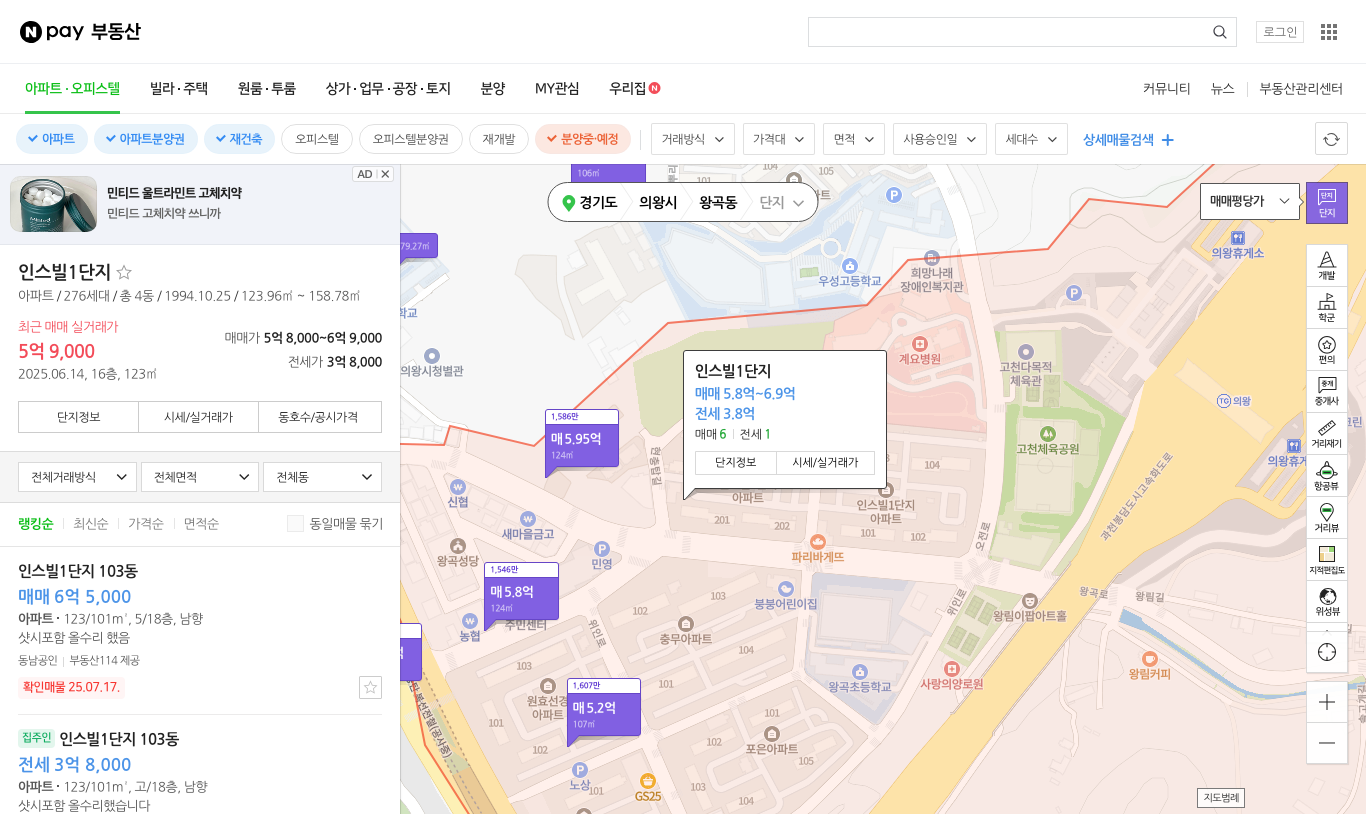 N pay 부동산
로그인
아파트·오피스텔
빌라·주택
원룸·투룸
상가·업무·공장·토지
분양
MY관심
우리집 N
커뮤니티
뉴스
부동산관리센터
아파트
아파트분양권
재건축
오피스텔
오피스텔분양권
재개발
분양중·예정
거래방식
가격대
면적
사용승인일
세대수
상세매물검색
AD
민티드 울트라민트 고체치약
민티드 고체치약 쓰니까
인스빌1단지
아파트 / 276세대 / 총 4동 / 1994.10.25 / 123.96㎡ ~ 158.78㎡
최근 매매 실거래가
5억 9,000
2025.06.14, 16층, 123㎡
매매가 5억 8,000~6억 9,000
전세가 3억 8,000
단지정보
시세/실거래가
동호수/공시가격
전체거래방식
전체면적
전체동
랭킹순
최신순
가격순
면적순
동일매물 묶기
인스빌1단지 103동
매매 6억 5,000
아파트 · 123/101㎡, 5/18층, 남향
샷시포함 올수리 했음
동남공인
부동산114 제공
확인매물 25.07.17.
집주인 인스빌1단지 103동
전세 3억 8,000
아파트 · 123/101㎡, 고/18층, 남향
샷시포함 올수리했습니다
106㎡
경기도
의왕시
왕곡동
단지
101
104
P
매매평당가
단지
단지
79.27㎡
의왕휴게소
우성고등학교
희망나래
장애인복지관
P
학교
의왕시청별관
계요병원
고천다목적
체육관
인스빌1단지
매매 5.8억~6.9억
전세 3.8억
매매 6
전세 1
단지정보
시세/실거래가
TG 의왕
1,586만
매 5.95억
124㎡
고천체육공원
104
신협
아파트
인스빌1단지
아파트
201
202
101
102
새마을금고
왕곡성당
P
민영
파리바게뜨
오전로
과천봉담도시고속화도로
1,546만
매 5.8억
124㎡
주민센터
농협
붕붕어린이집
위인로
왕곡로
왕림길
왕림이팝아트홀
102
103
충무아파트
위인로
103
101
원효선경
아파트
1,607만
매 5.2억
107㎡
왕곡초등학교
사랑의양로원
왕림커피
101
102
101
102
포은아파트
105
103
104
P
노상
GS25
개발
학군
편의
중개
중개사
거리재기
항공뷰
거리뷰
지적편집도
위성뷰
지도범례